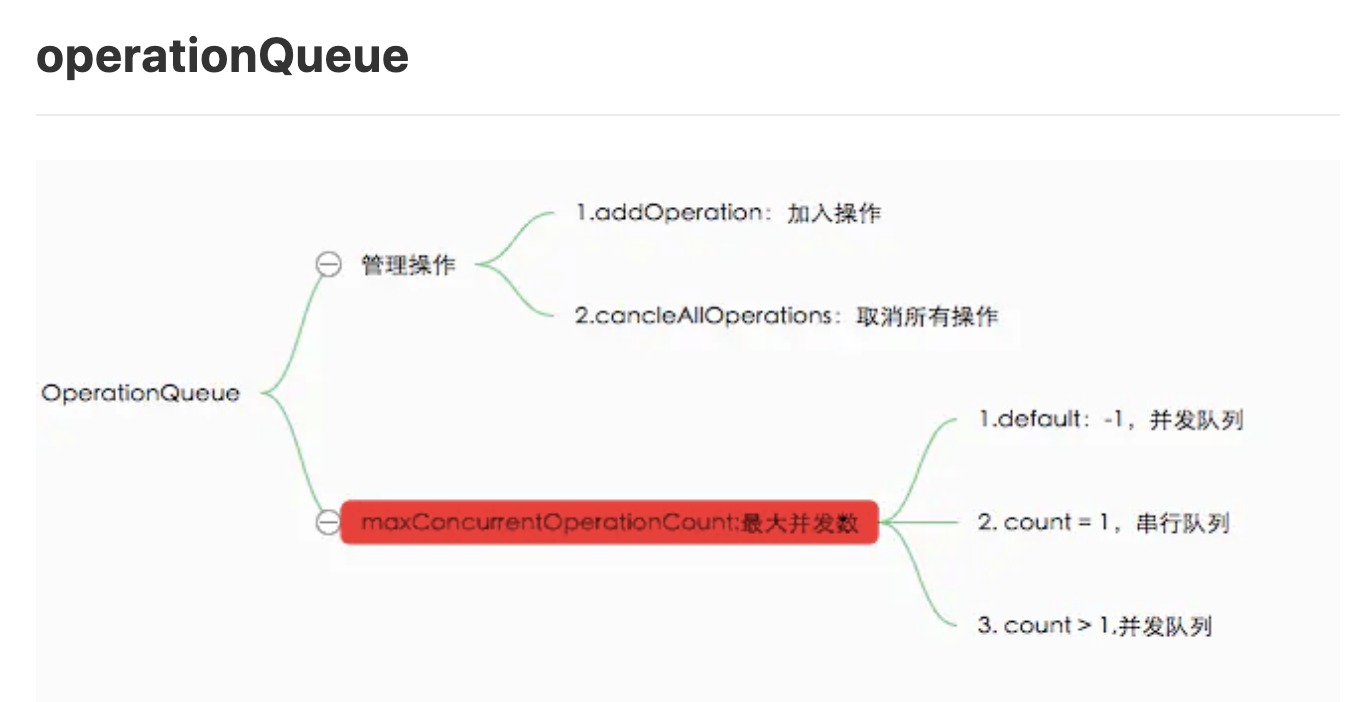 operationQueue
1.addOperation：加入操作
管理操作
2.cancleAllOperations：取消所有操作
OperationQueue
1.default：-1，并发队列
maxConcurrentOperationCount:最大并发数
2. count = 1，串行队列
3. count > 1,并发队列